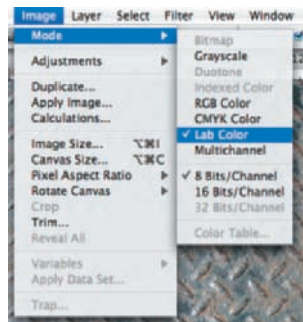 Image Layer Select Filter View Window
Mode
Adjustments
Duplicate...
Apply Image...
Calculations...
Image Size... ⌥⌘I
Canvas Size... ⌥⌘C
Pixel Aspect Ratio
Rotate Canvas
Crop
Trim...
Reveal All
Variables
Apply Data Set...
Trap...
Bitmap
Grayscale
Duotone
Indexed Color
RGB Color
CMYK Color
✓ Lab Color
Multichannel
✓ 8 Bits/Channel
16 Bits/Channel
32 Bits/Channel
Color Table...